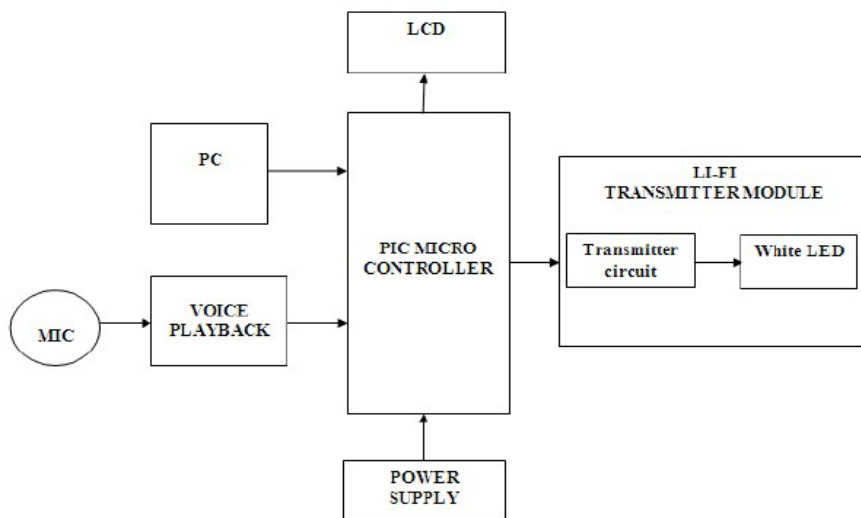 LCD
PC
LI-FI
TRANSMITTER MODULE
PIC MICRO
CONTROLLER
Transmitter
circuit
White LED
MIC
VOICE
PLAYBACK
POWER
SUPPLY